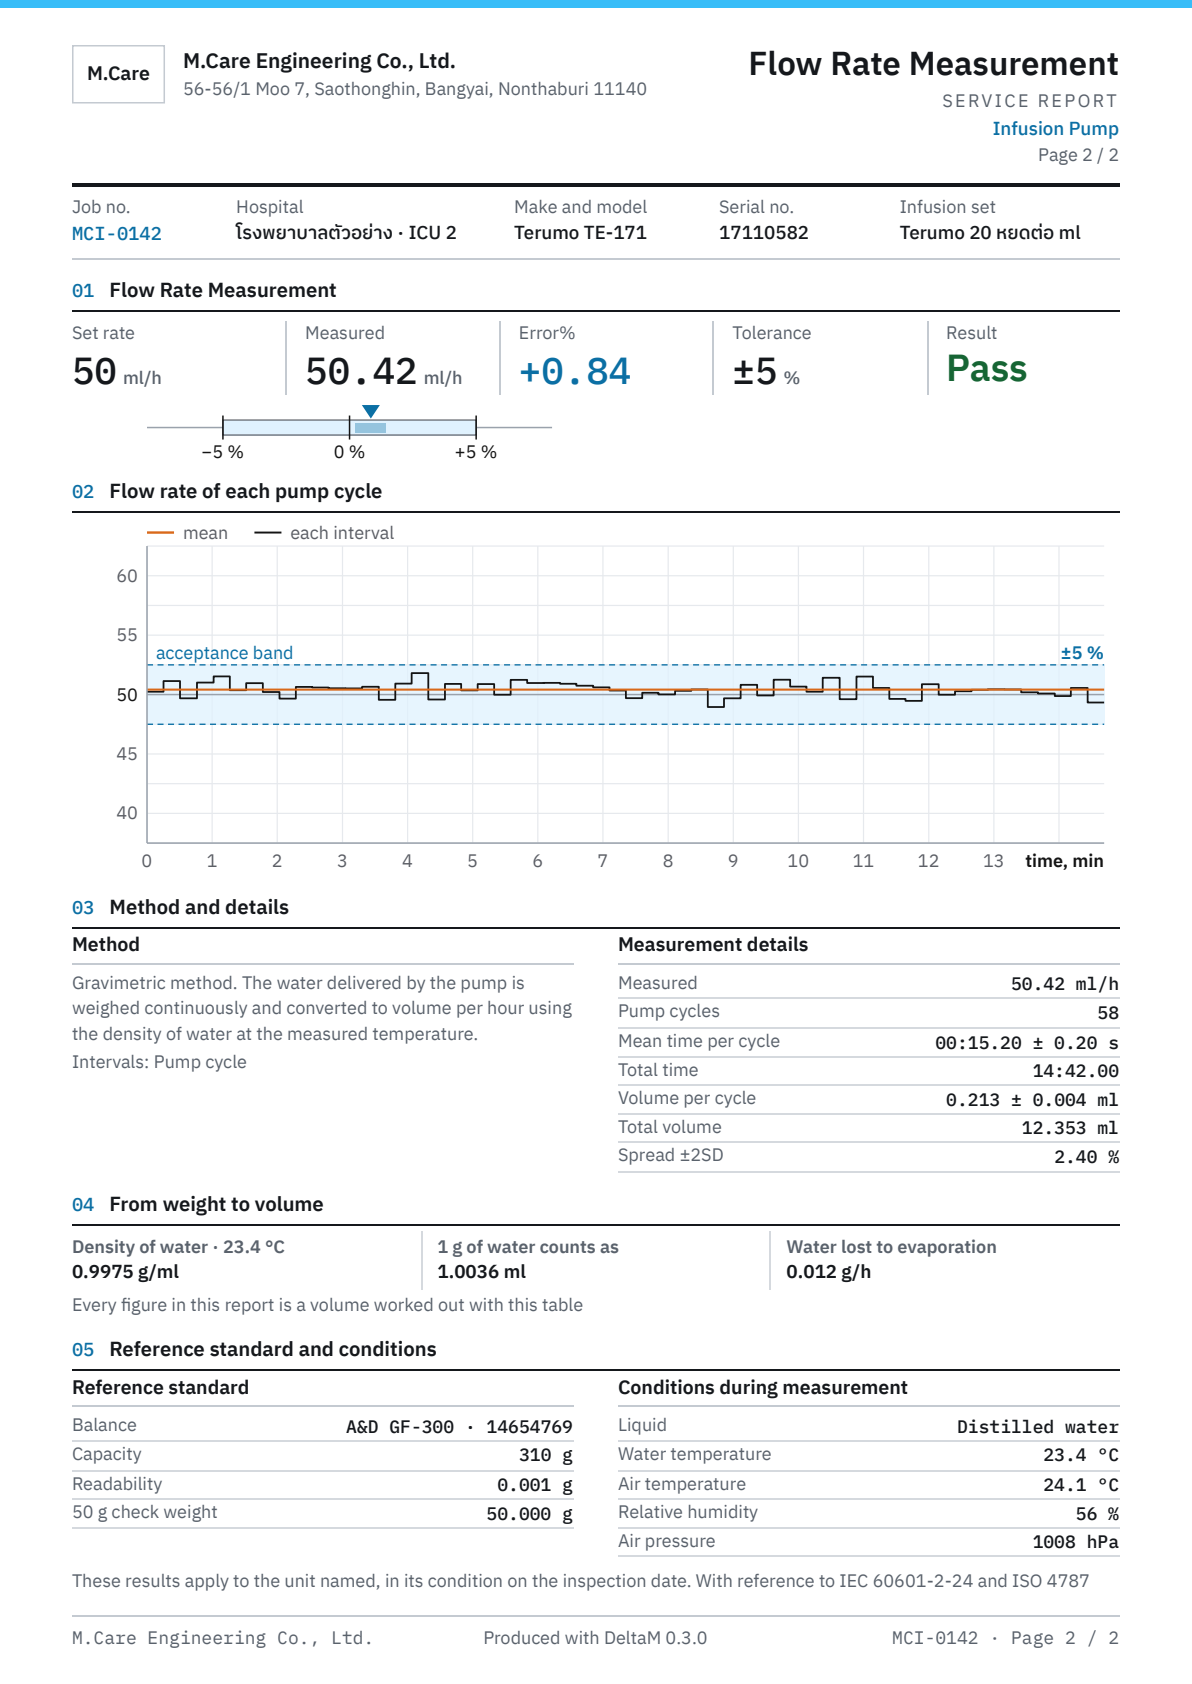 M.Care
M.Care Engineering Co., Ltd.
56-56/1 Moo 7, Saothonghin, Bangyai, Nonthaburi 11140
Flow Rate Measurement
SERVICE REPORT
Infusion Pump
Page 2 / 2
Job no. Hospital Make and model Serial no. Infusion set
MCI-0142 โรงพยาบาลตัวอย่าง · ICU 2 Terumo TE-171 17110582 Terumo 20 หยดต่อ ml
01 Flow Rate Measurement
Set rate Measured Error% Tolerance Result
50 ml/h 50.42 ml/h +0.84 ±5 % Pass
−5 % 0 % +5 %
02 Flow rate of each pump cycle
mean each interval
60
55
acceptance band ±5 %
50
45
40
0 1 2 3 4 5 6 7 8 9 10 11 12 13 time, min
03 Method and details
Method
Gravimetric method. The water delivered by the pump is
weighed continuously and converted to volume per hour using
the density of water at the measured temperature.
Intervals: Pump cycle
Measurement details
Measured 50.42 ml/h
Pump cycles 58
Mean time per cycle 00:15.20 ± 0.20 s
Total time 14:42.00
Volume per cycle 0.213 ± 0.004 ml
Total volume 12.353 ml
Spread ±2SD 2.40 %
04 From weight to volume
Density of water · 23.4 °C 1 g of water counts as Water lost to evaporation
0.9975 g/ml 1.0036 ml 0.012 g/h
Every figure in this report is a volume worked out with this table
05 Reference standard and conditions
Reference standard
Balance A&D GF-300 · 14654769
Capacity 310 g
Readability 0.001 g
50 g check weight 50.000 g
Conditions during measurement
Liquid Distilled water
Water temperature 23.4 °C
Air temperature 24.1 °C
Relative humidity 56 %
Air pressure 1008 hPa
These results apply to the unit named, in its condition on the inspection date. With reference to IEC 60601-2-24 and ISO 4787
M.Care Engineering Co., Ltd. Produced with DeltaM 0.3.0 MCI-0142 · Page 2 / 2